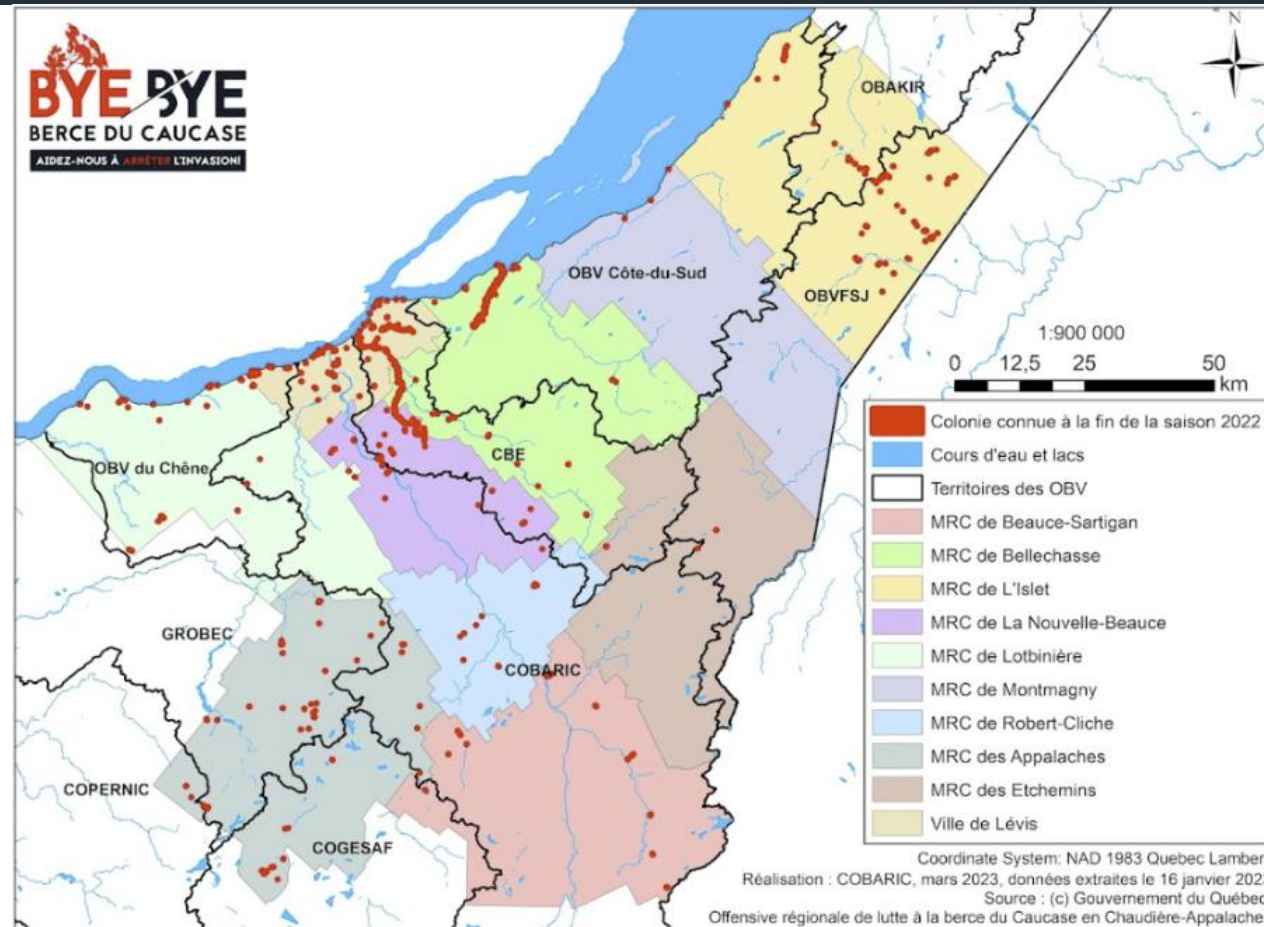 BYE BYE
BERCE DU CAUCASE
AIDEZ-NOUS À ARRÊTER L'INVASION!
N
OBAKIR
OBV Côte-du-Sud
OBVFSJ
1:900 000
0 12,5 25 50
km
OBV du Chêne
CBE
GROBEC
COBARIC
COPERNIC
COGESAF
Colonie connue à la fin de la saison 2022
Cours d'eau et lacs
Territoires des OBV
MRC de Beauce-Sartigan
MRC de Bellechasse
MRC de L'Islet
MRC de La Nouvelle-Beauce
MRC de Lotbinière
MRC de Montmagny
MRC de Robert-Cliche
MRC des Appalaches
MRC des Etchemins
Ville de Lévis
Coordinate System: NAD 1983 Quebec Lamber
Réalisation : COBARIC, mars 2023, données extraites le 16 janvier 202
Source : (c) Gouvernement du Québec
Offensive régionale de lutte à la berce du Caucase en Chaudière-Appalache